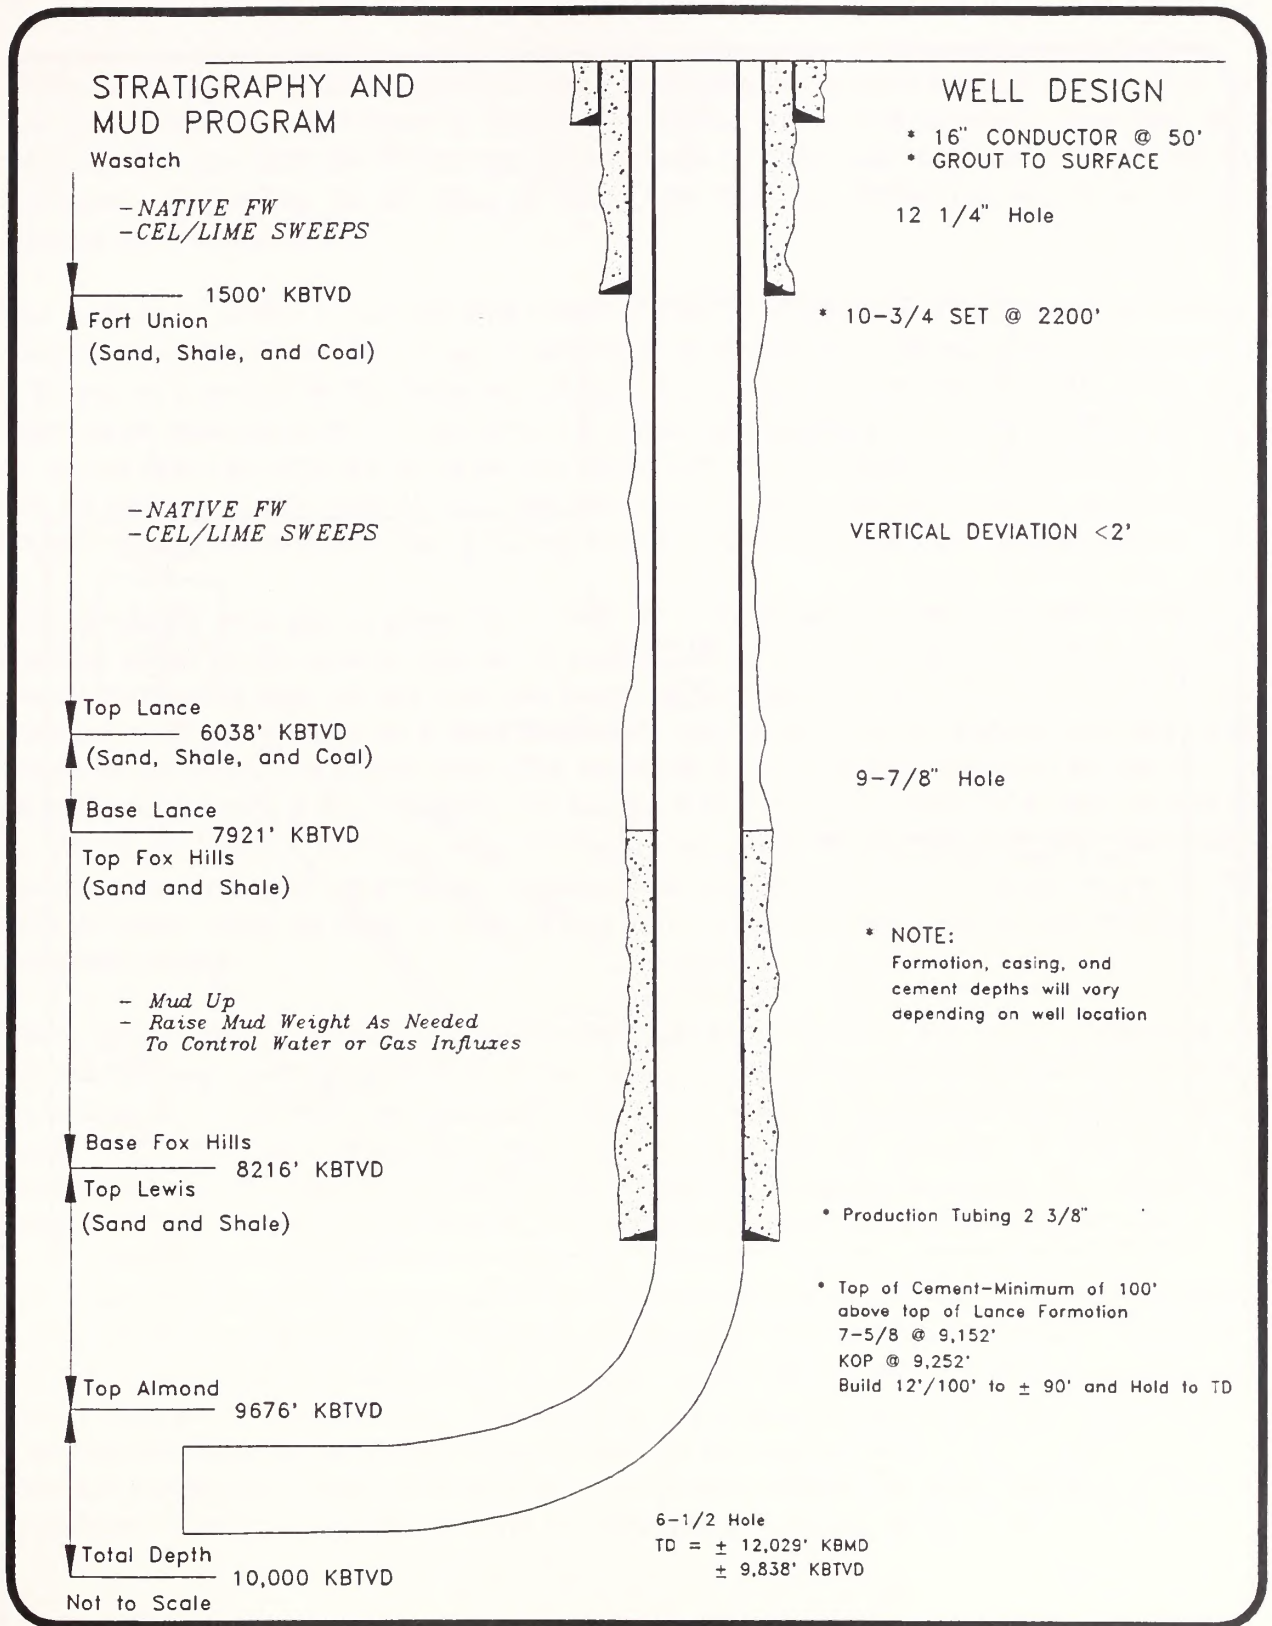 STRATIGRAPHY AND
MUD PROGRAM
Wasatch
-NATIVE FW
-CEL/LIME SWEEPS
1500' KBTVD
Fort Union
(Sand, Shale, and Coal)
-NATIVE FW
-CEL/LIME SWEEPS
Top Lance
6038' KBTVD
(Sand, Shale, and Coal)
Base Lance
7921' KBTVD
Top Fox Hills
(Sand and Shale)
- Mud Up
- Raise Mud Weight As Needed
To Control Water or Gas Influxes
Base Fox Hills
8216' KBTVD
Top Lewis
(Sand and Shale)
Top Almond
9676' KBTVD
Total Depth
10,000 KBTVD
Not to Scale
WELL DESIGN
* 16" CONDUCTOR @ 50'
* GROUT TO SURFACE
12 1/4" Hole
* 10-3/4 SET @ 2200'
VERTICAL DEVIATION <2'
9-7/8" Hole
* NOTE:
Formotion, casing, ond
cement depths will vory
depending on well location
* Production Tubing 2 3/8"
* Top of Cement-Minimum of 100'
above top of Lance Formotion
7-5/8 @ 9,152'
KOP @ 9,252'
Build 12'/100' to ± 90' and Hold to TD
6-1/2 Hole
TD = ± 12,029' KBMD
± 9,838' KBTVD